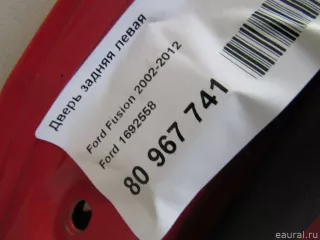 Дверь задняя левая
Ford Fusion 2002-2012
Ford 1692558
80 967 741
eaural.ru